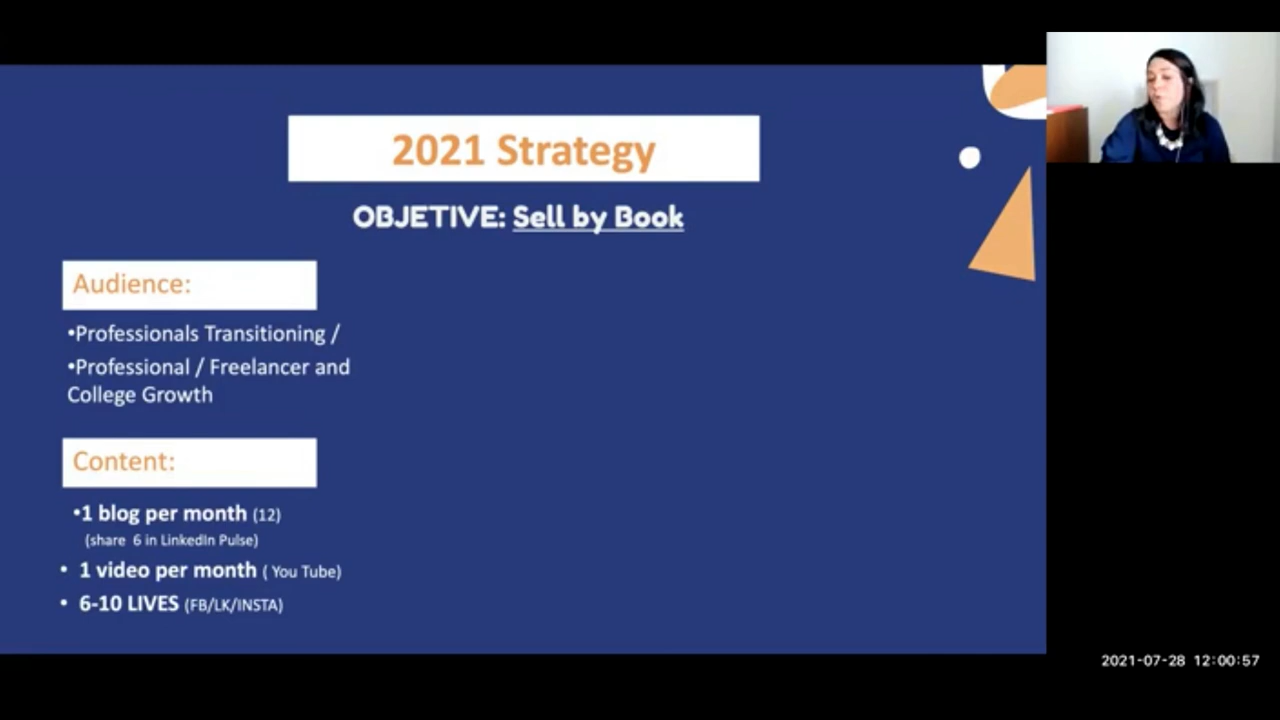 2021 Strategy
OBJETIVE: Sell by Book
Audience:
•Professionals Transitioning /
•Professional / Freelancer and
College Growth
Content:
•1 blog per month (12)
(share 6 in LinkedIn Pulse)
• 1 video per month ( You Tube)
• 6-10 LIVES (FB/LK/INSTA)
2021-07-28 12:00:57